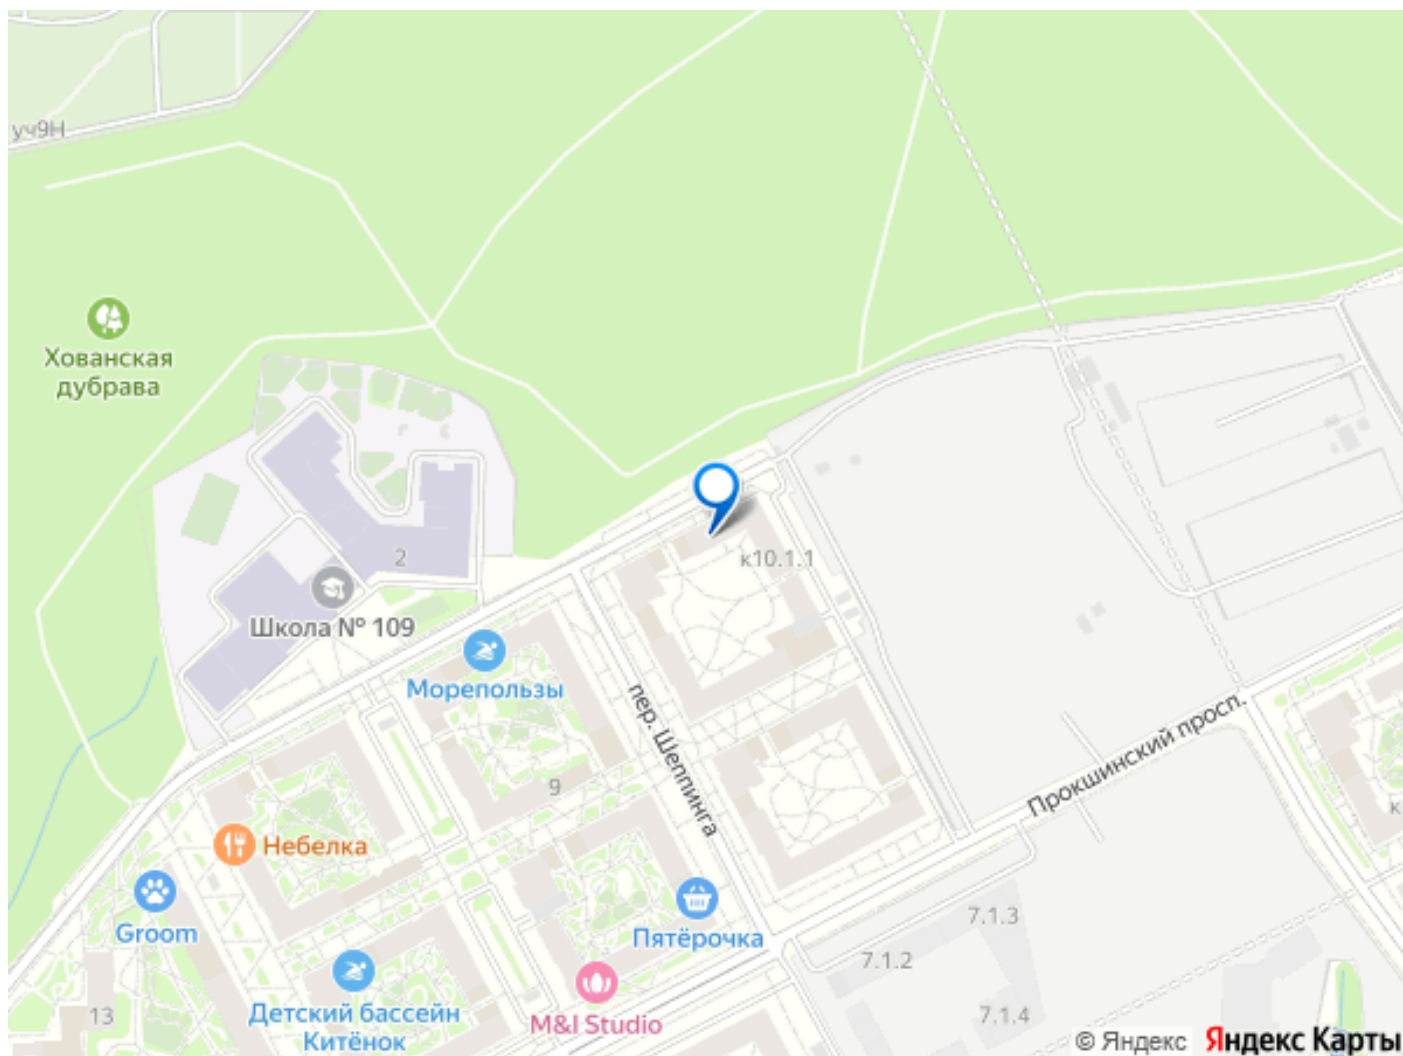 уч9Н
Хованская
дубрава
к10.1.1
2
Школа № 109
Морепользы
пер. Шеппинга
Прокшинский просп.
9
к
Небелка
Groom
Пятёрочка
7.1.3
7.1.2
Детский бассейн
Китёнок
M&I Studio
13
7.1.4
© Яндекс Яндекс Карты